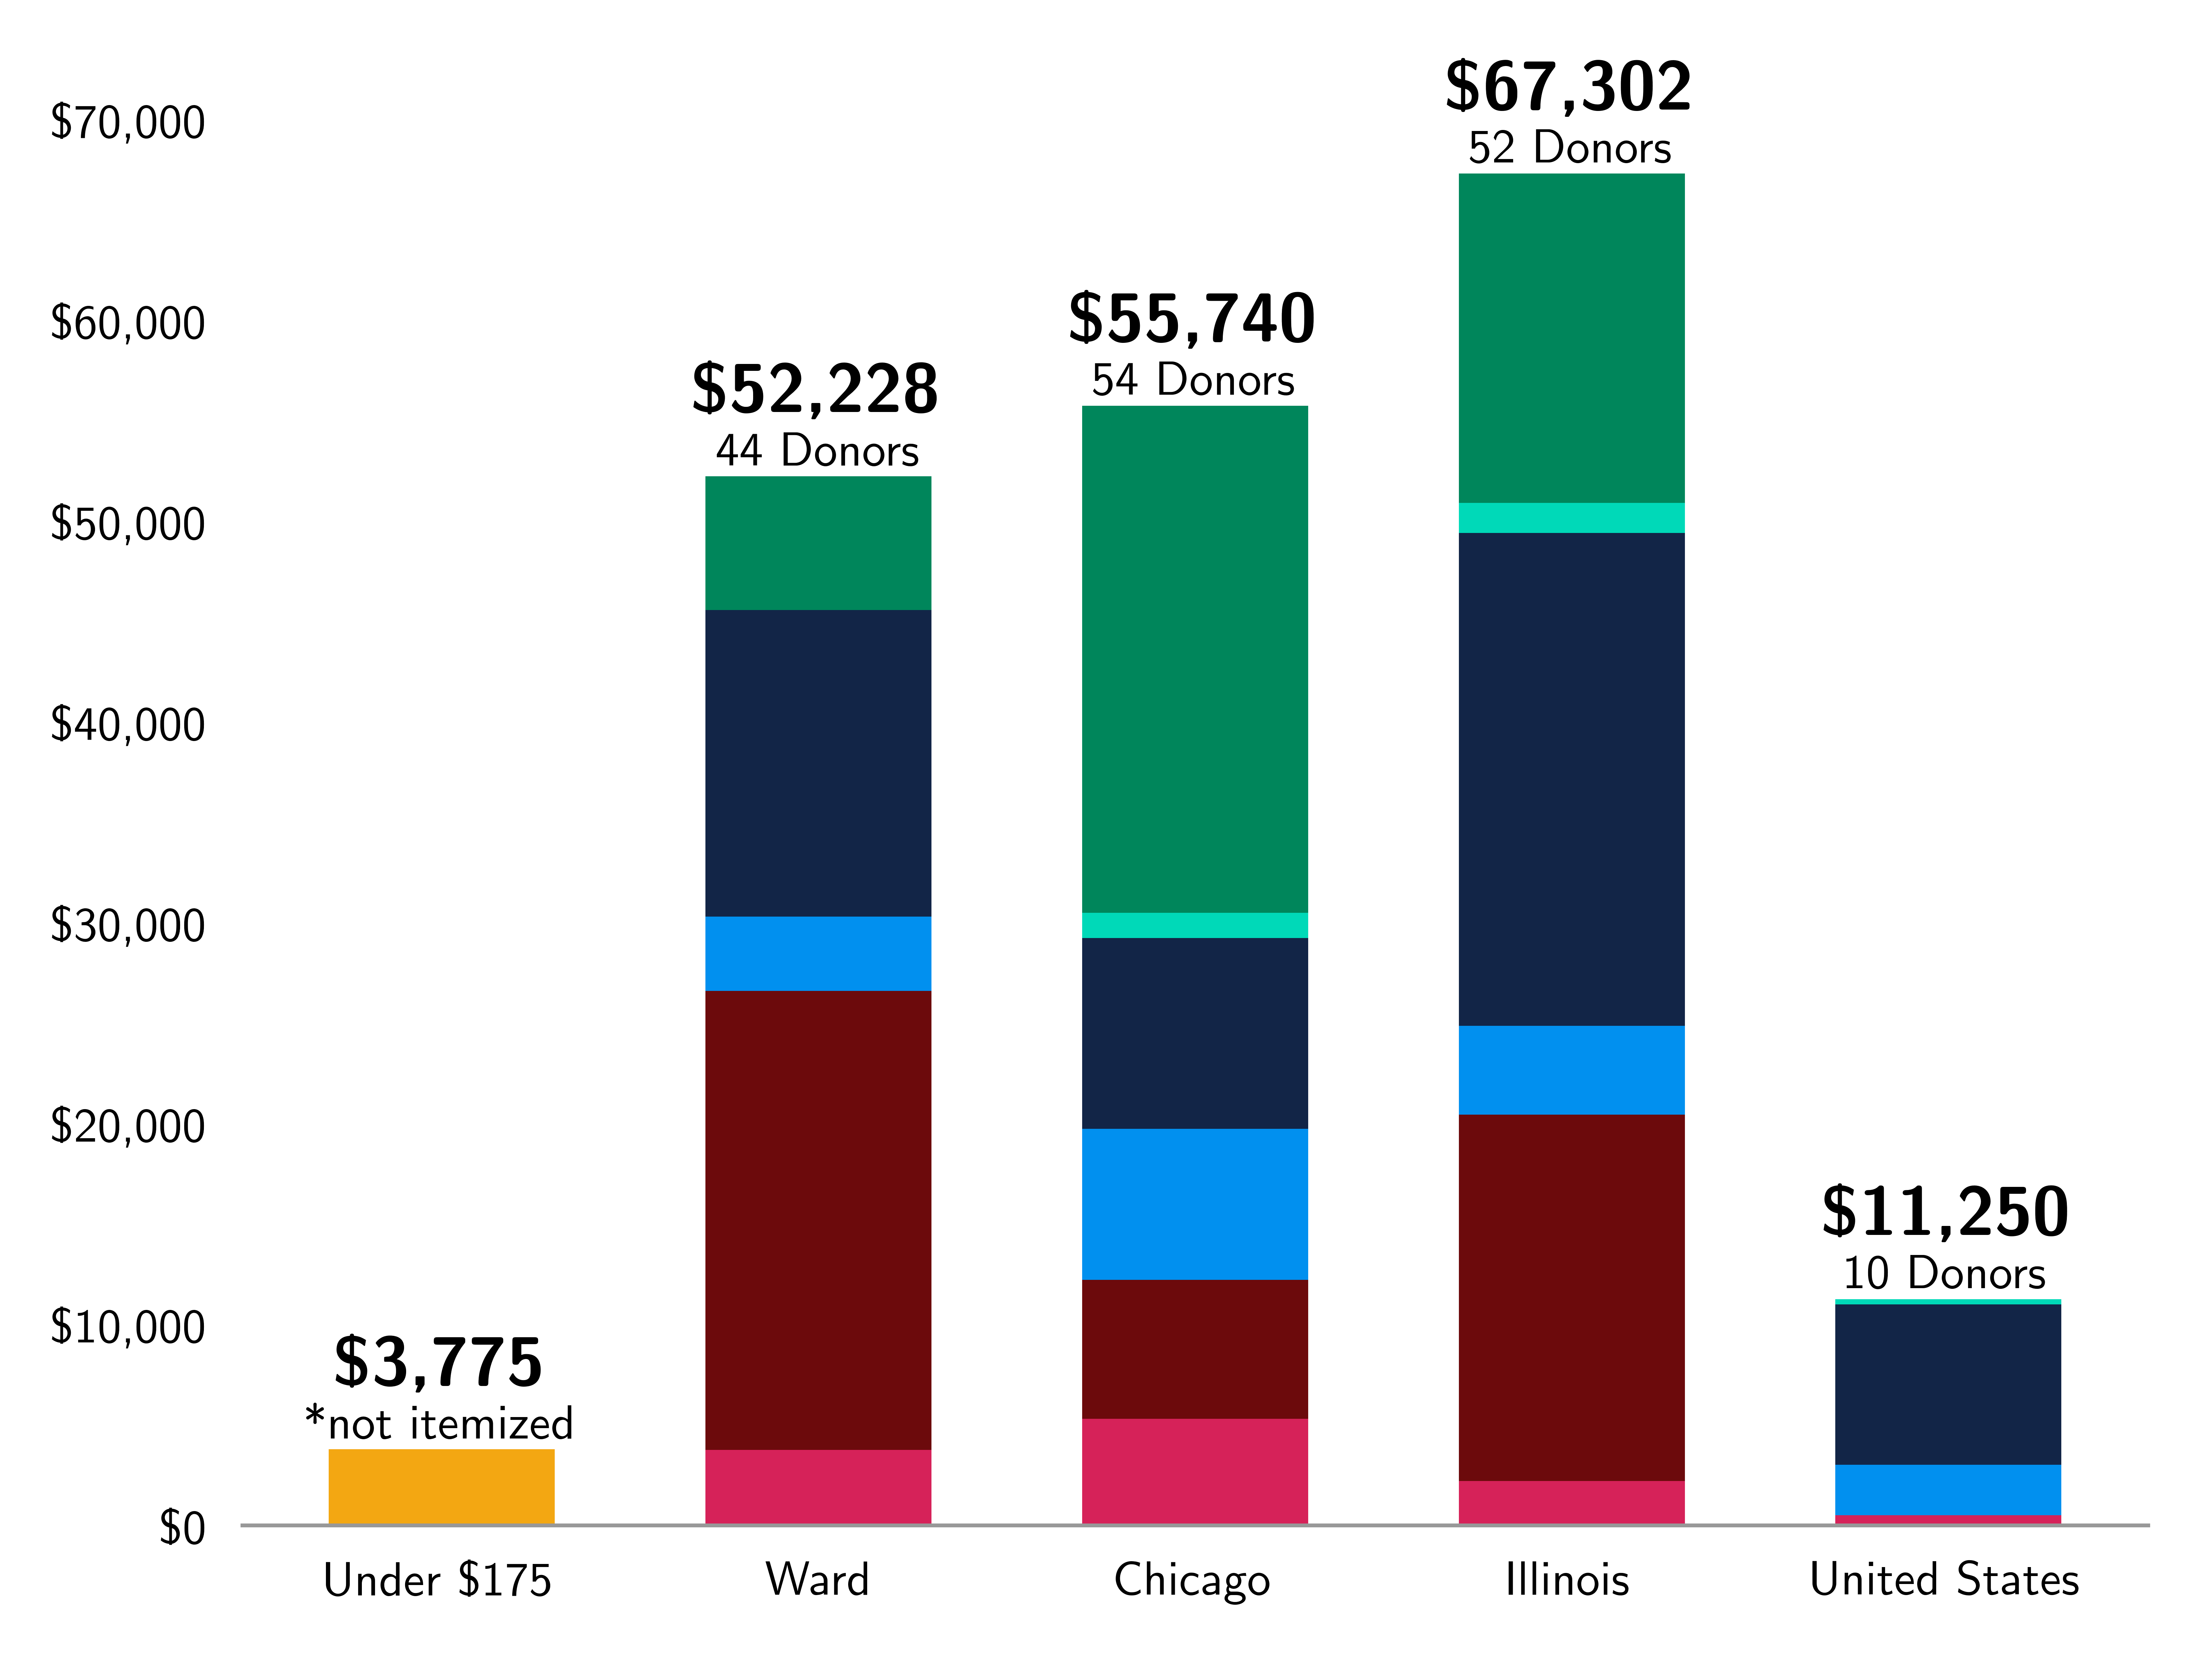 $70,000
$60,000
$50,000
$40,000
$30,000
$20,000
$10,000
$0
$3,775
*not itemized
$52,228
44 Donors
$55,740
54 Donors
$67,302
52 Donors
$11,250
10 Donors
Under $175
Ward
Chicago
Illinois
United States